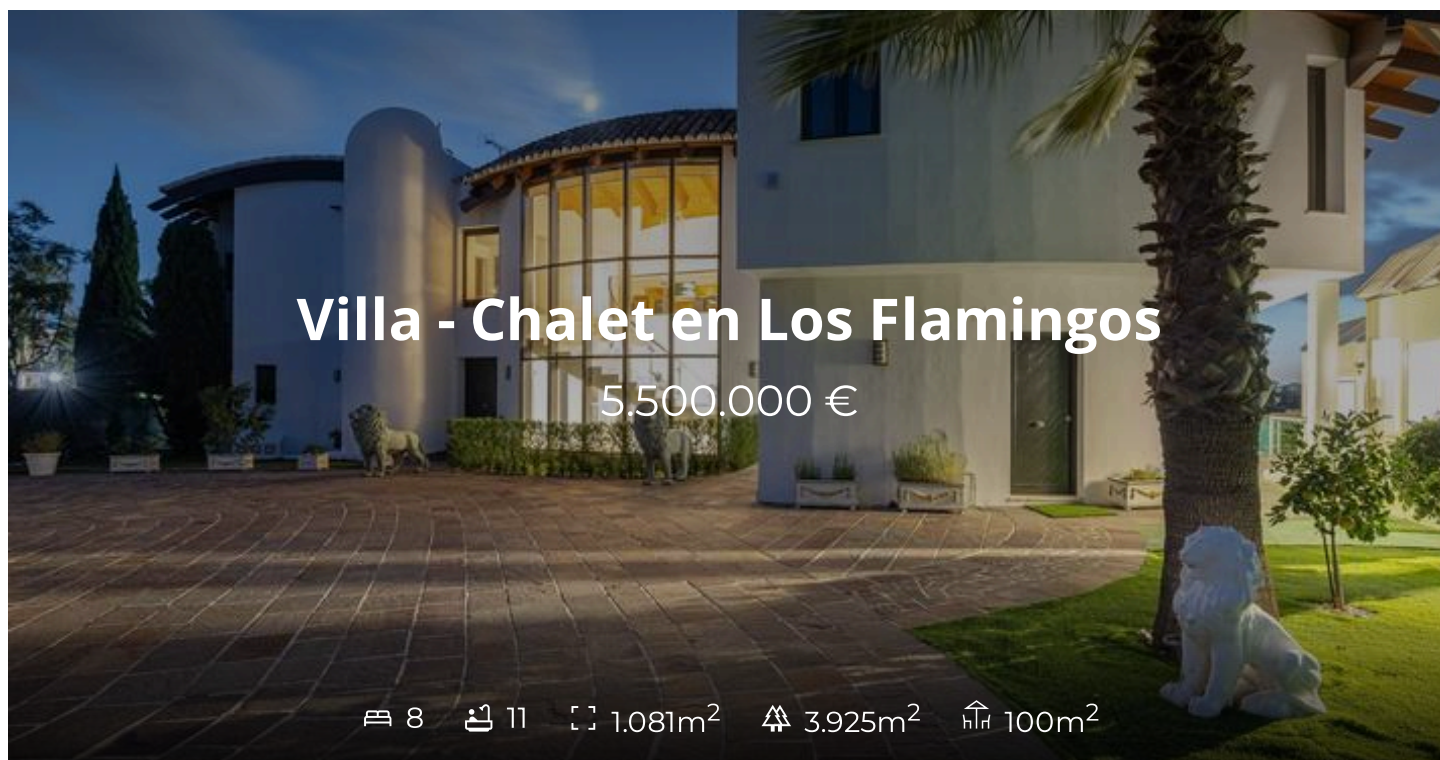 Villa - Chalet en Los Flamingos
5.500.000 €
8 11 1.081m² 3.925m² 100m²